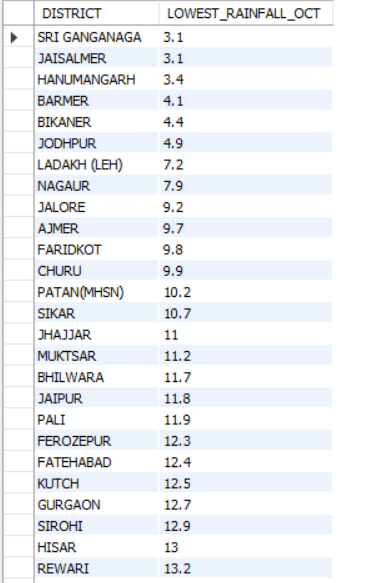 DISTRICT LOWEST_RAINFALL_OCT
SRI GANGANAGA 3.1
JAISALMER 3.1
HANUMANGARH 3.4
BARMER 4.1
BIKANER 4.4
JODHPUR 4.9
LADAKH (LEH) 7.2
NAGAUR 7.9
JALORE 9.2
AJMER 9.7
FARIDKOT 9.8
CHURU 9.9
PATAN(MHSN) 10.2
SIKAR 10.7
JHAJJAR 11
MUKTSAR 11.2
BHILWARA 11.7
JAIPUR 11.8
PALI 11.9
FEROZEPUR 12.3
FATEHABAD 12.4
KUTCH 12.5
GURGAON 12.7
SIROHI 12.9
HISAR 13
REWARI 13.2